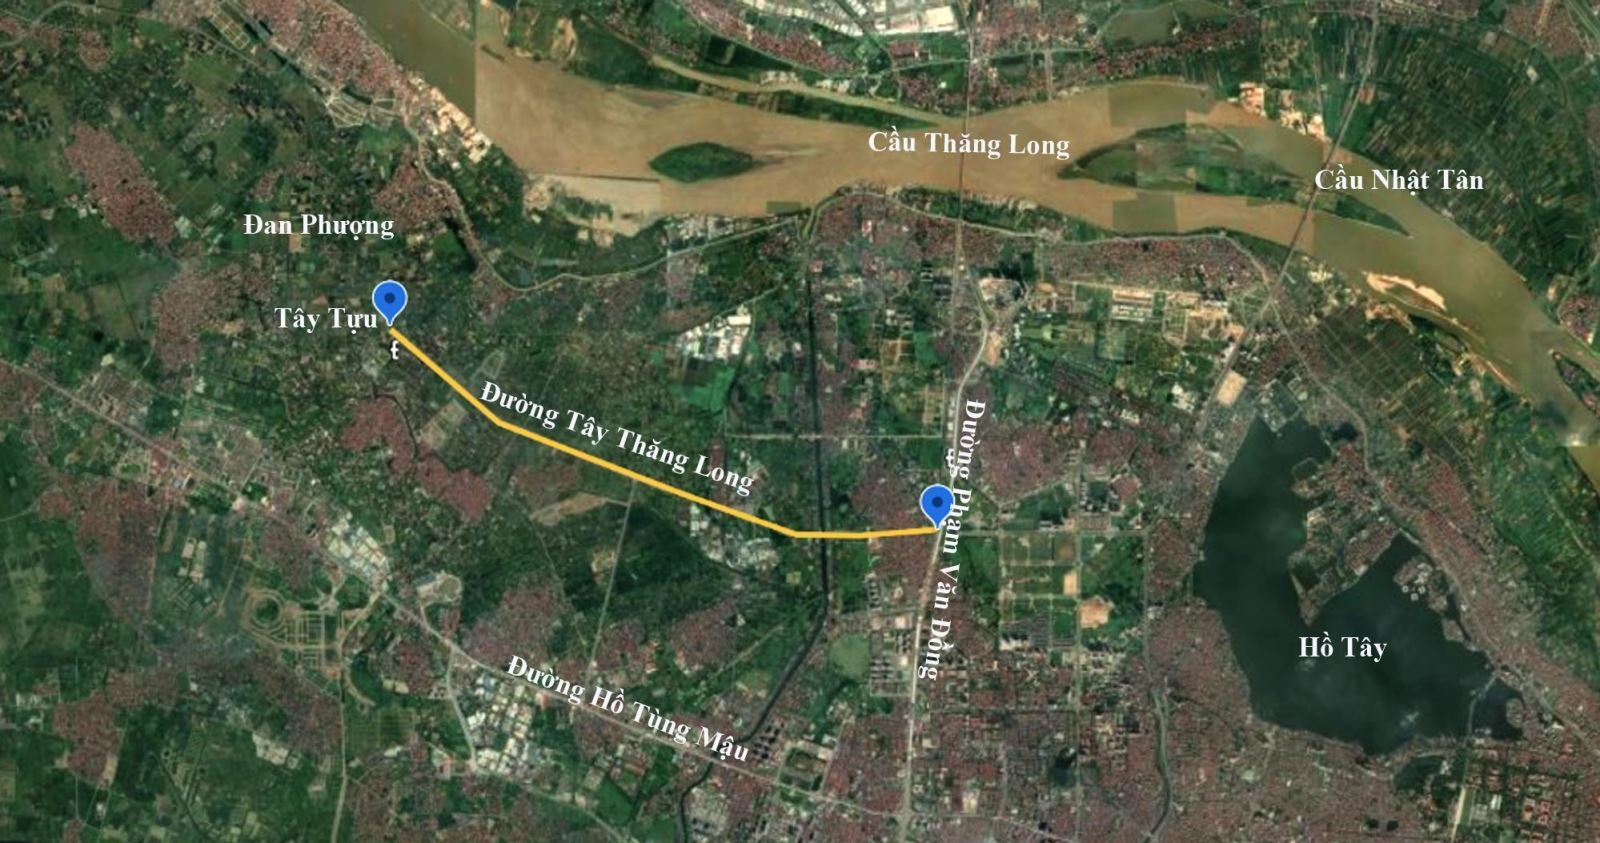 Cầu Thăng Long
Cầu Nhật Tân
Đan Phượng
Tây Tựu
Đường Tây Thăng Long
Đường Phạm Văn Đồng
Hồ Tây
Đường Hồ Tùng Mậu